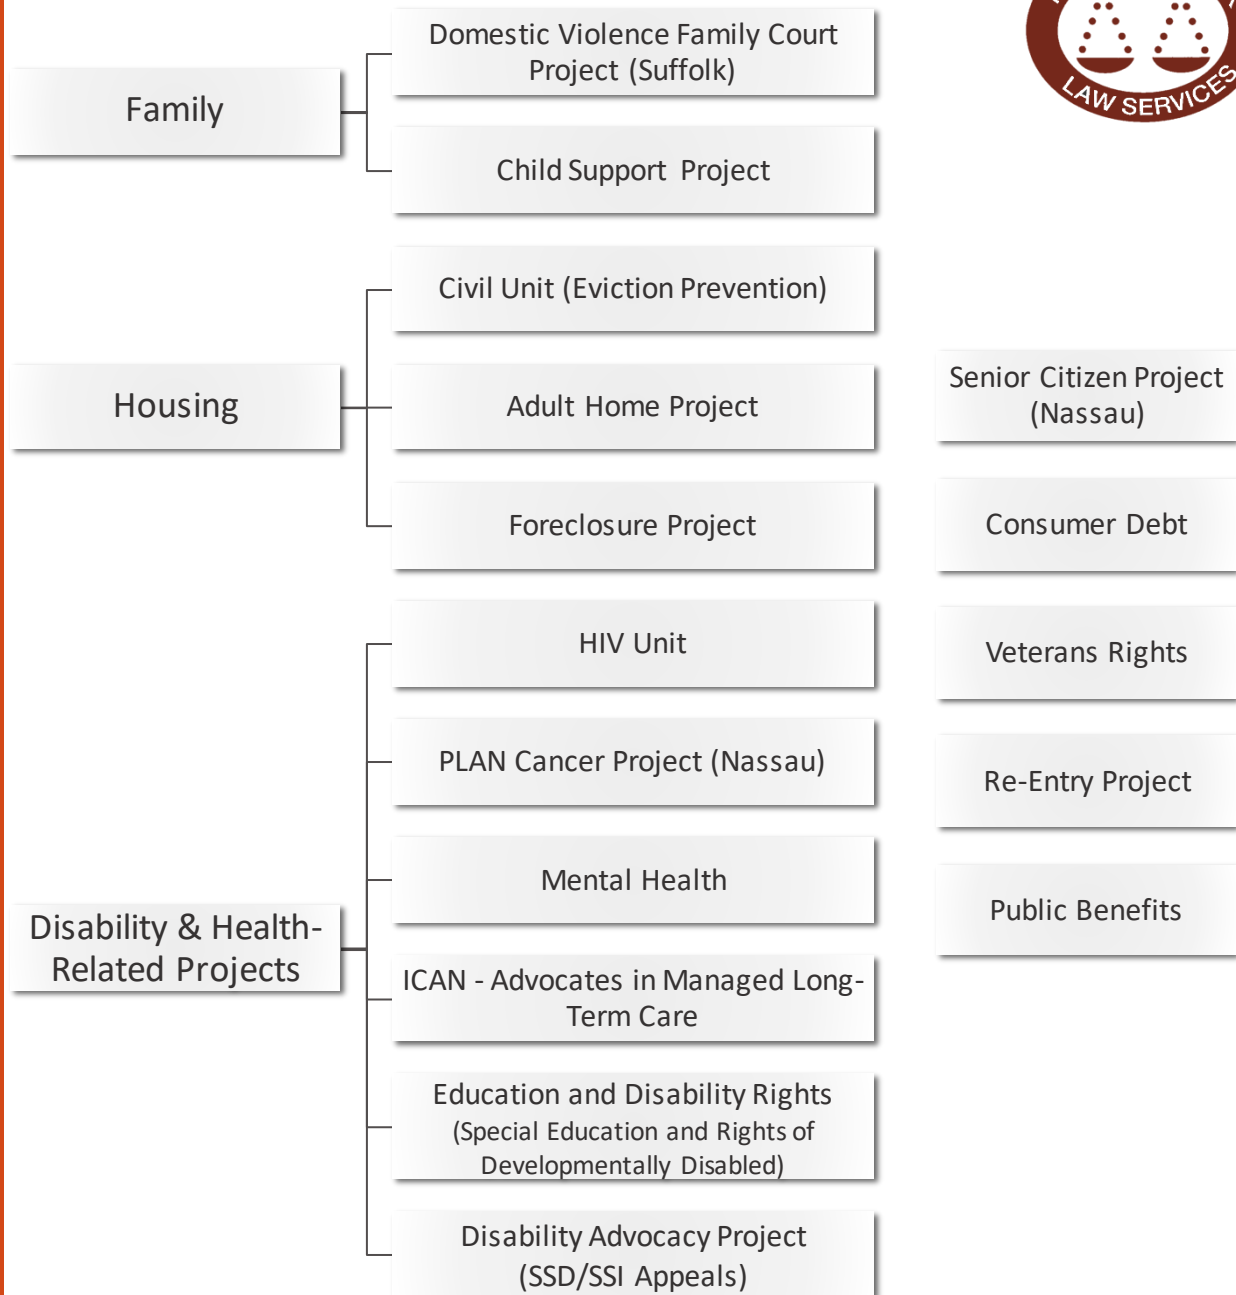 Family
Domestic Violence Family Court
Project (Suffolk)
Child Support Project
Housing
Civil Unit (Eviction Prevention)
Adult Home Project
Foreclosure Project
Disability & Health-
Related Projects
HIV Unit
PLAN Cancer Project (Nassau)
Mental Health
ICAN - Advocates in Managed Long-
Term Care
Education and Disability Rights
(Special Education and Rights of
Developmentally Disabled)
Disability Advocacy Project
(SSD/SSI Appeals)
LAW SERVICES
Senior Citizen Project
(Nassau)
Consumer Debt
Veterans Rights
Re-Entry Project
Public Benefits